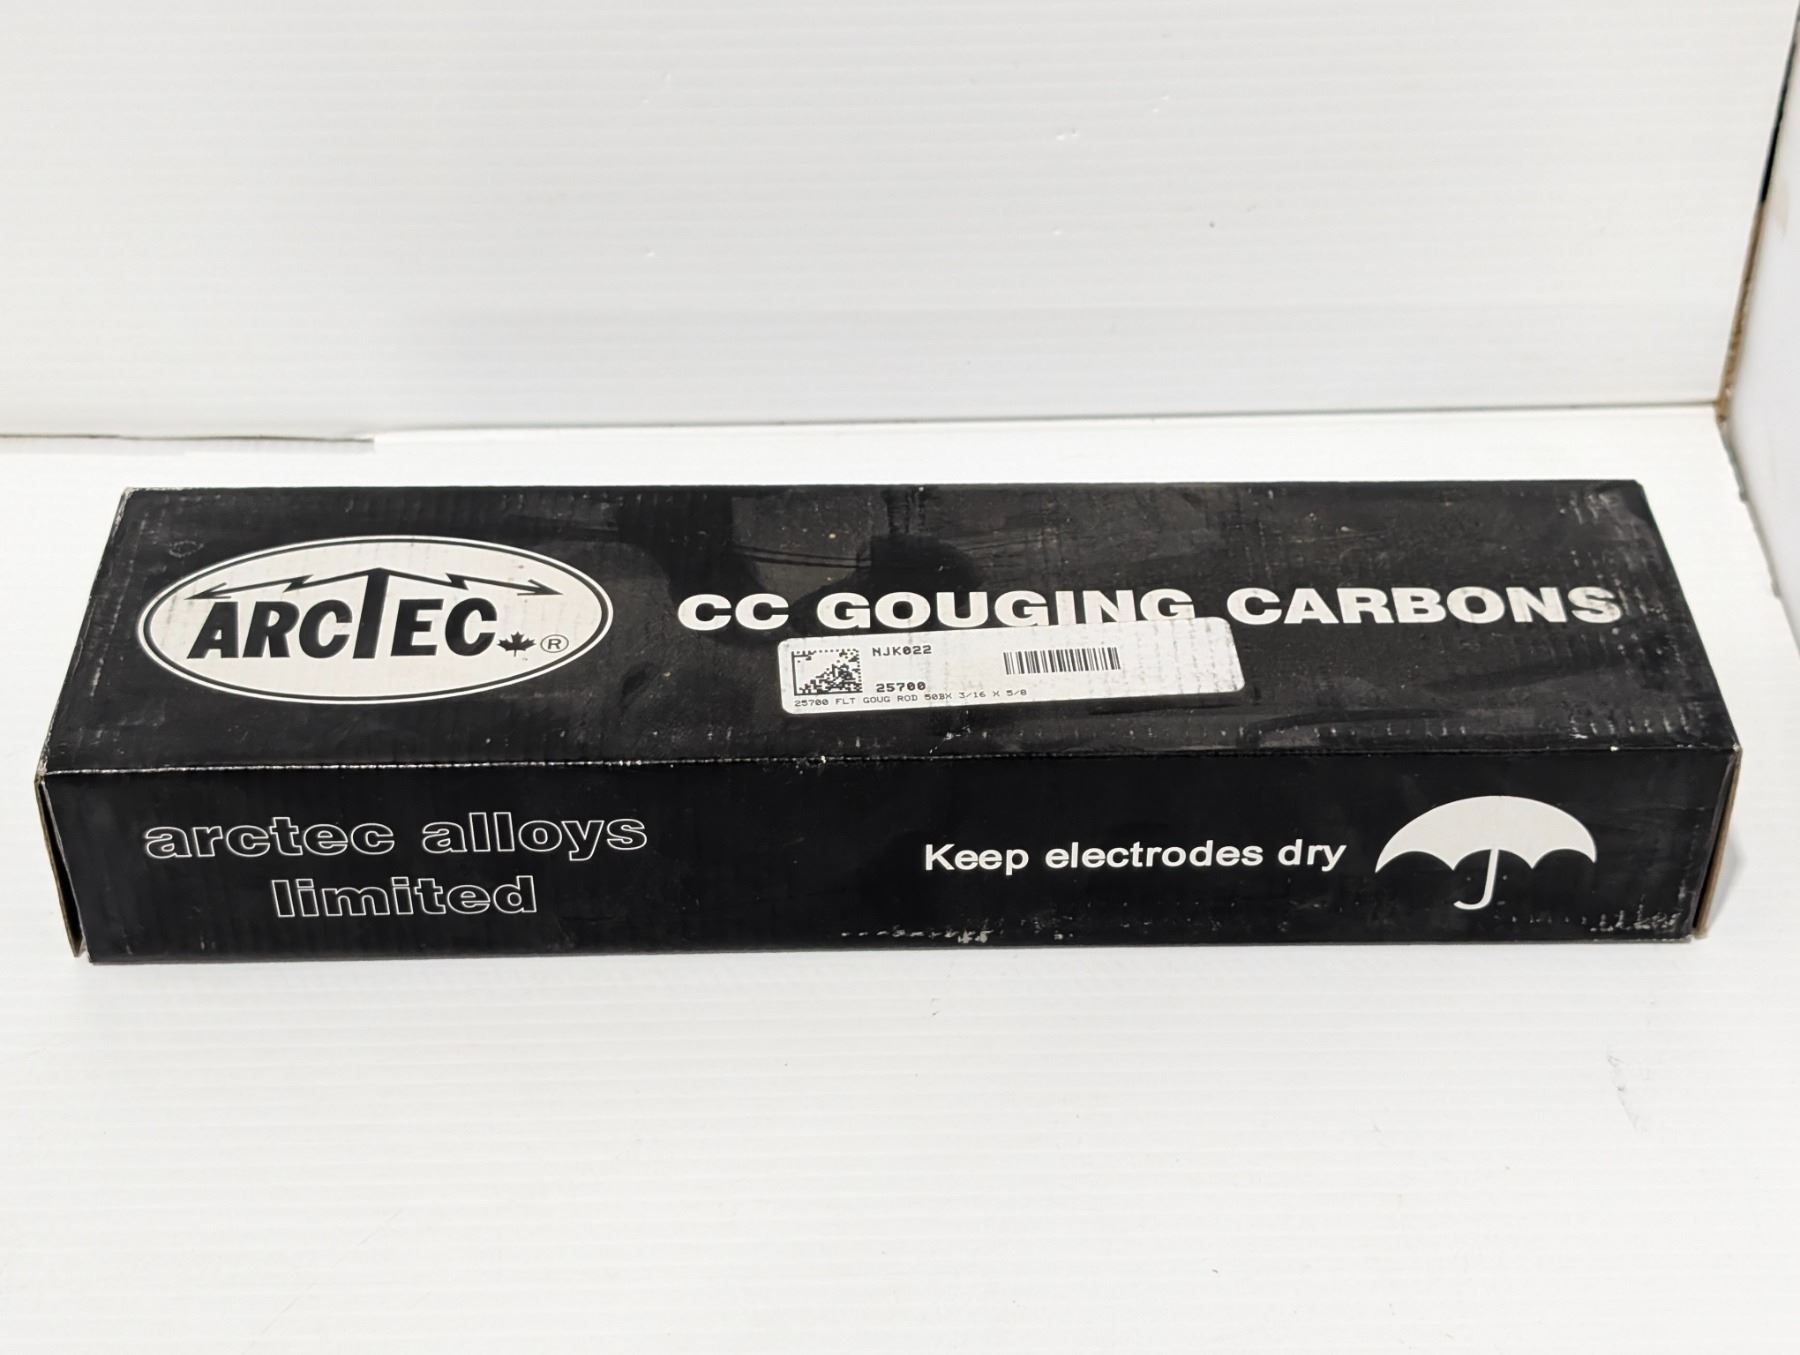 ARCTEC ®
CC GOUGING CARBONS
NJK022
25700
25700 FLT GOUG ROD 50BX 3/16 X 5/8
arctec alloys
limited
Keep electrodes dry